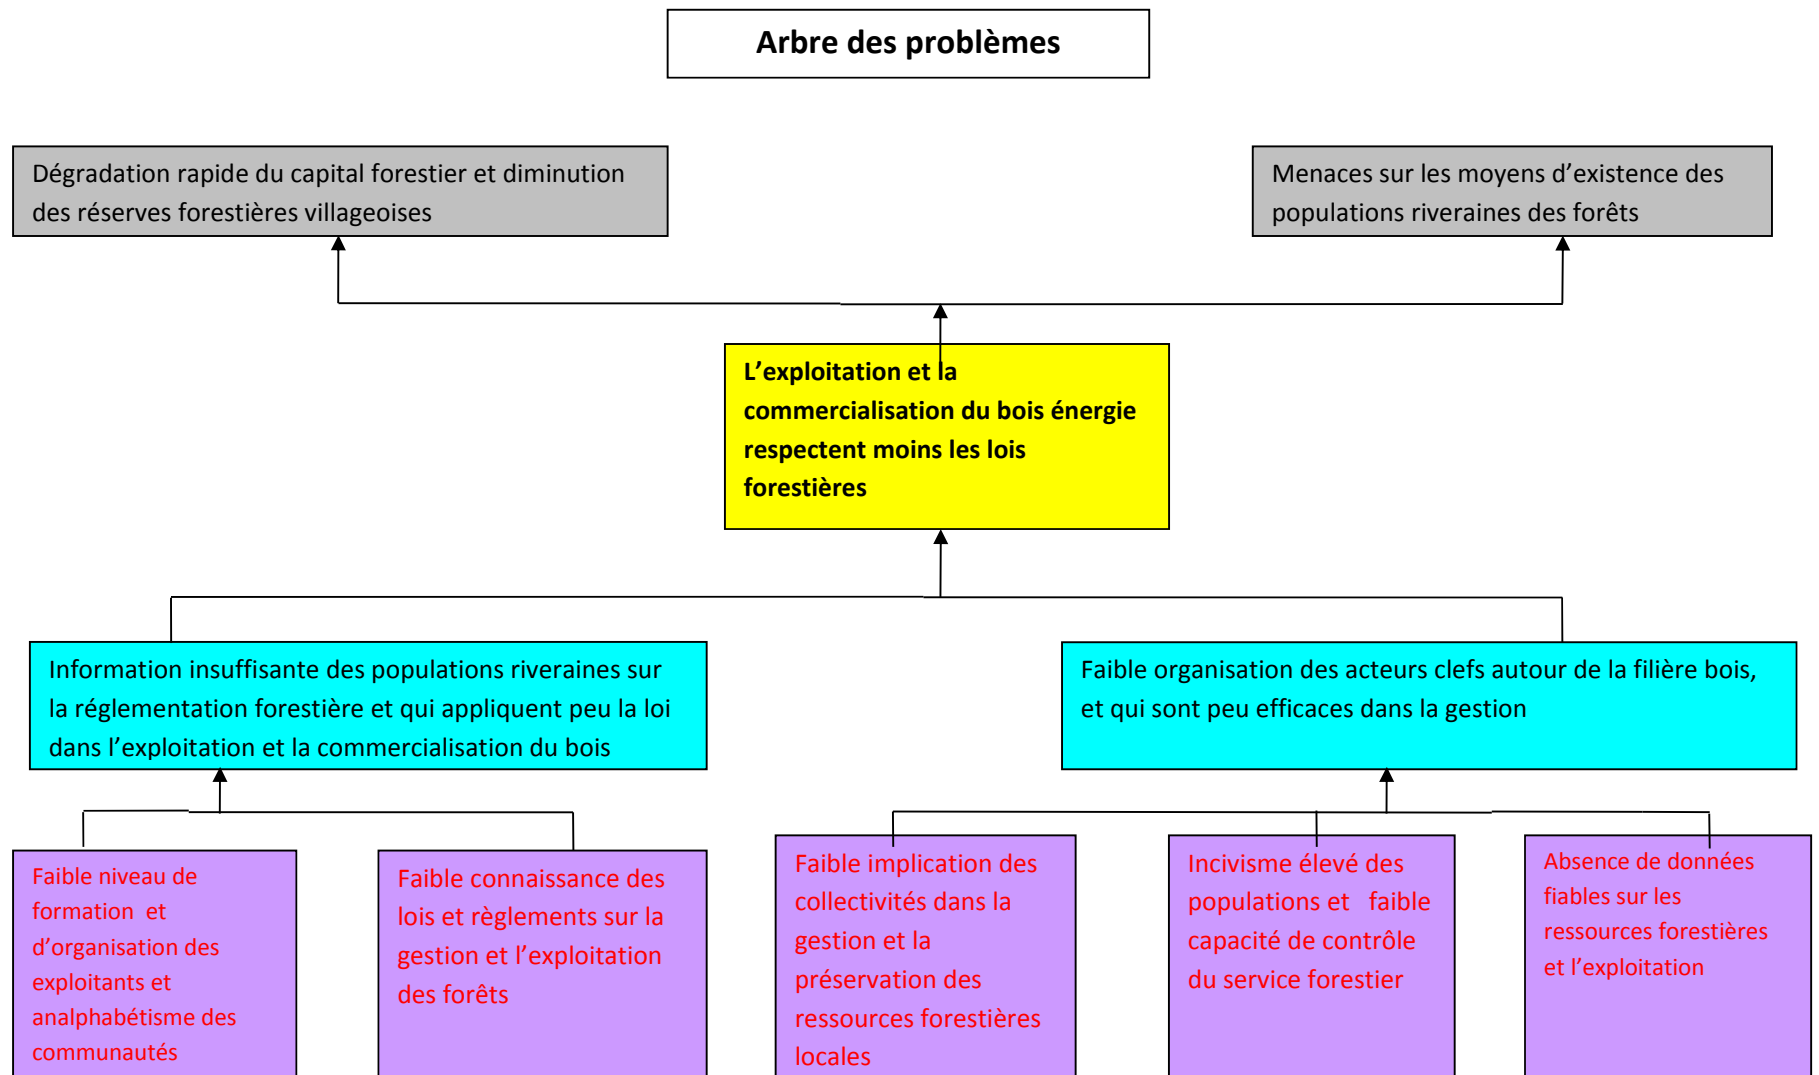 Arbre des problèmes
Dégradation rapide du capital forestier et diminution
des réserves forestières villageoises
Menaces sur les moyens d’existence des
populations riveraines des forêts
L’exploitation et la
commercialisation du bois énergie
respectent moins les lois
forestières
Information insuffisante des populations riveraines sur
la réglementation forestière et qui appliquent peu la loi
dans l’exploitation et la commercialisation du bois
Faible organisation des acteurs clefs autour de la filière bois,
et qui sont peu efficaces dans la gestion
Faible niveau de
formation et
d’organisation des
exploitants et
analphabétisme des
communautés
Faible connaissance des
lois et règlements sur la
gestion et l’exploitation
des forêts
Faible implication des
collectivités dans la
gestion et la
préservation des
ressources forestières
locales
Incivisme élevé des
populations et faible
capacité de contrôle
du service forestier
Absence de données
fiables sur les
ressources forestières
et l’exploitation